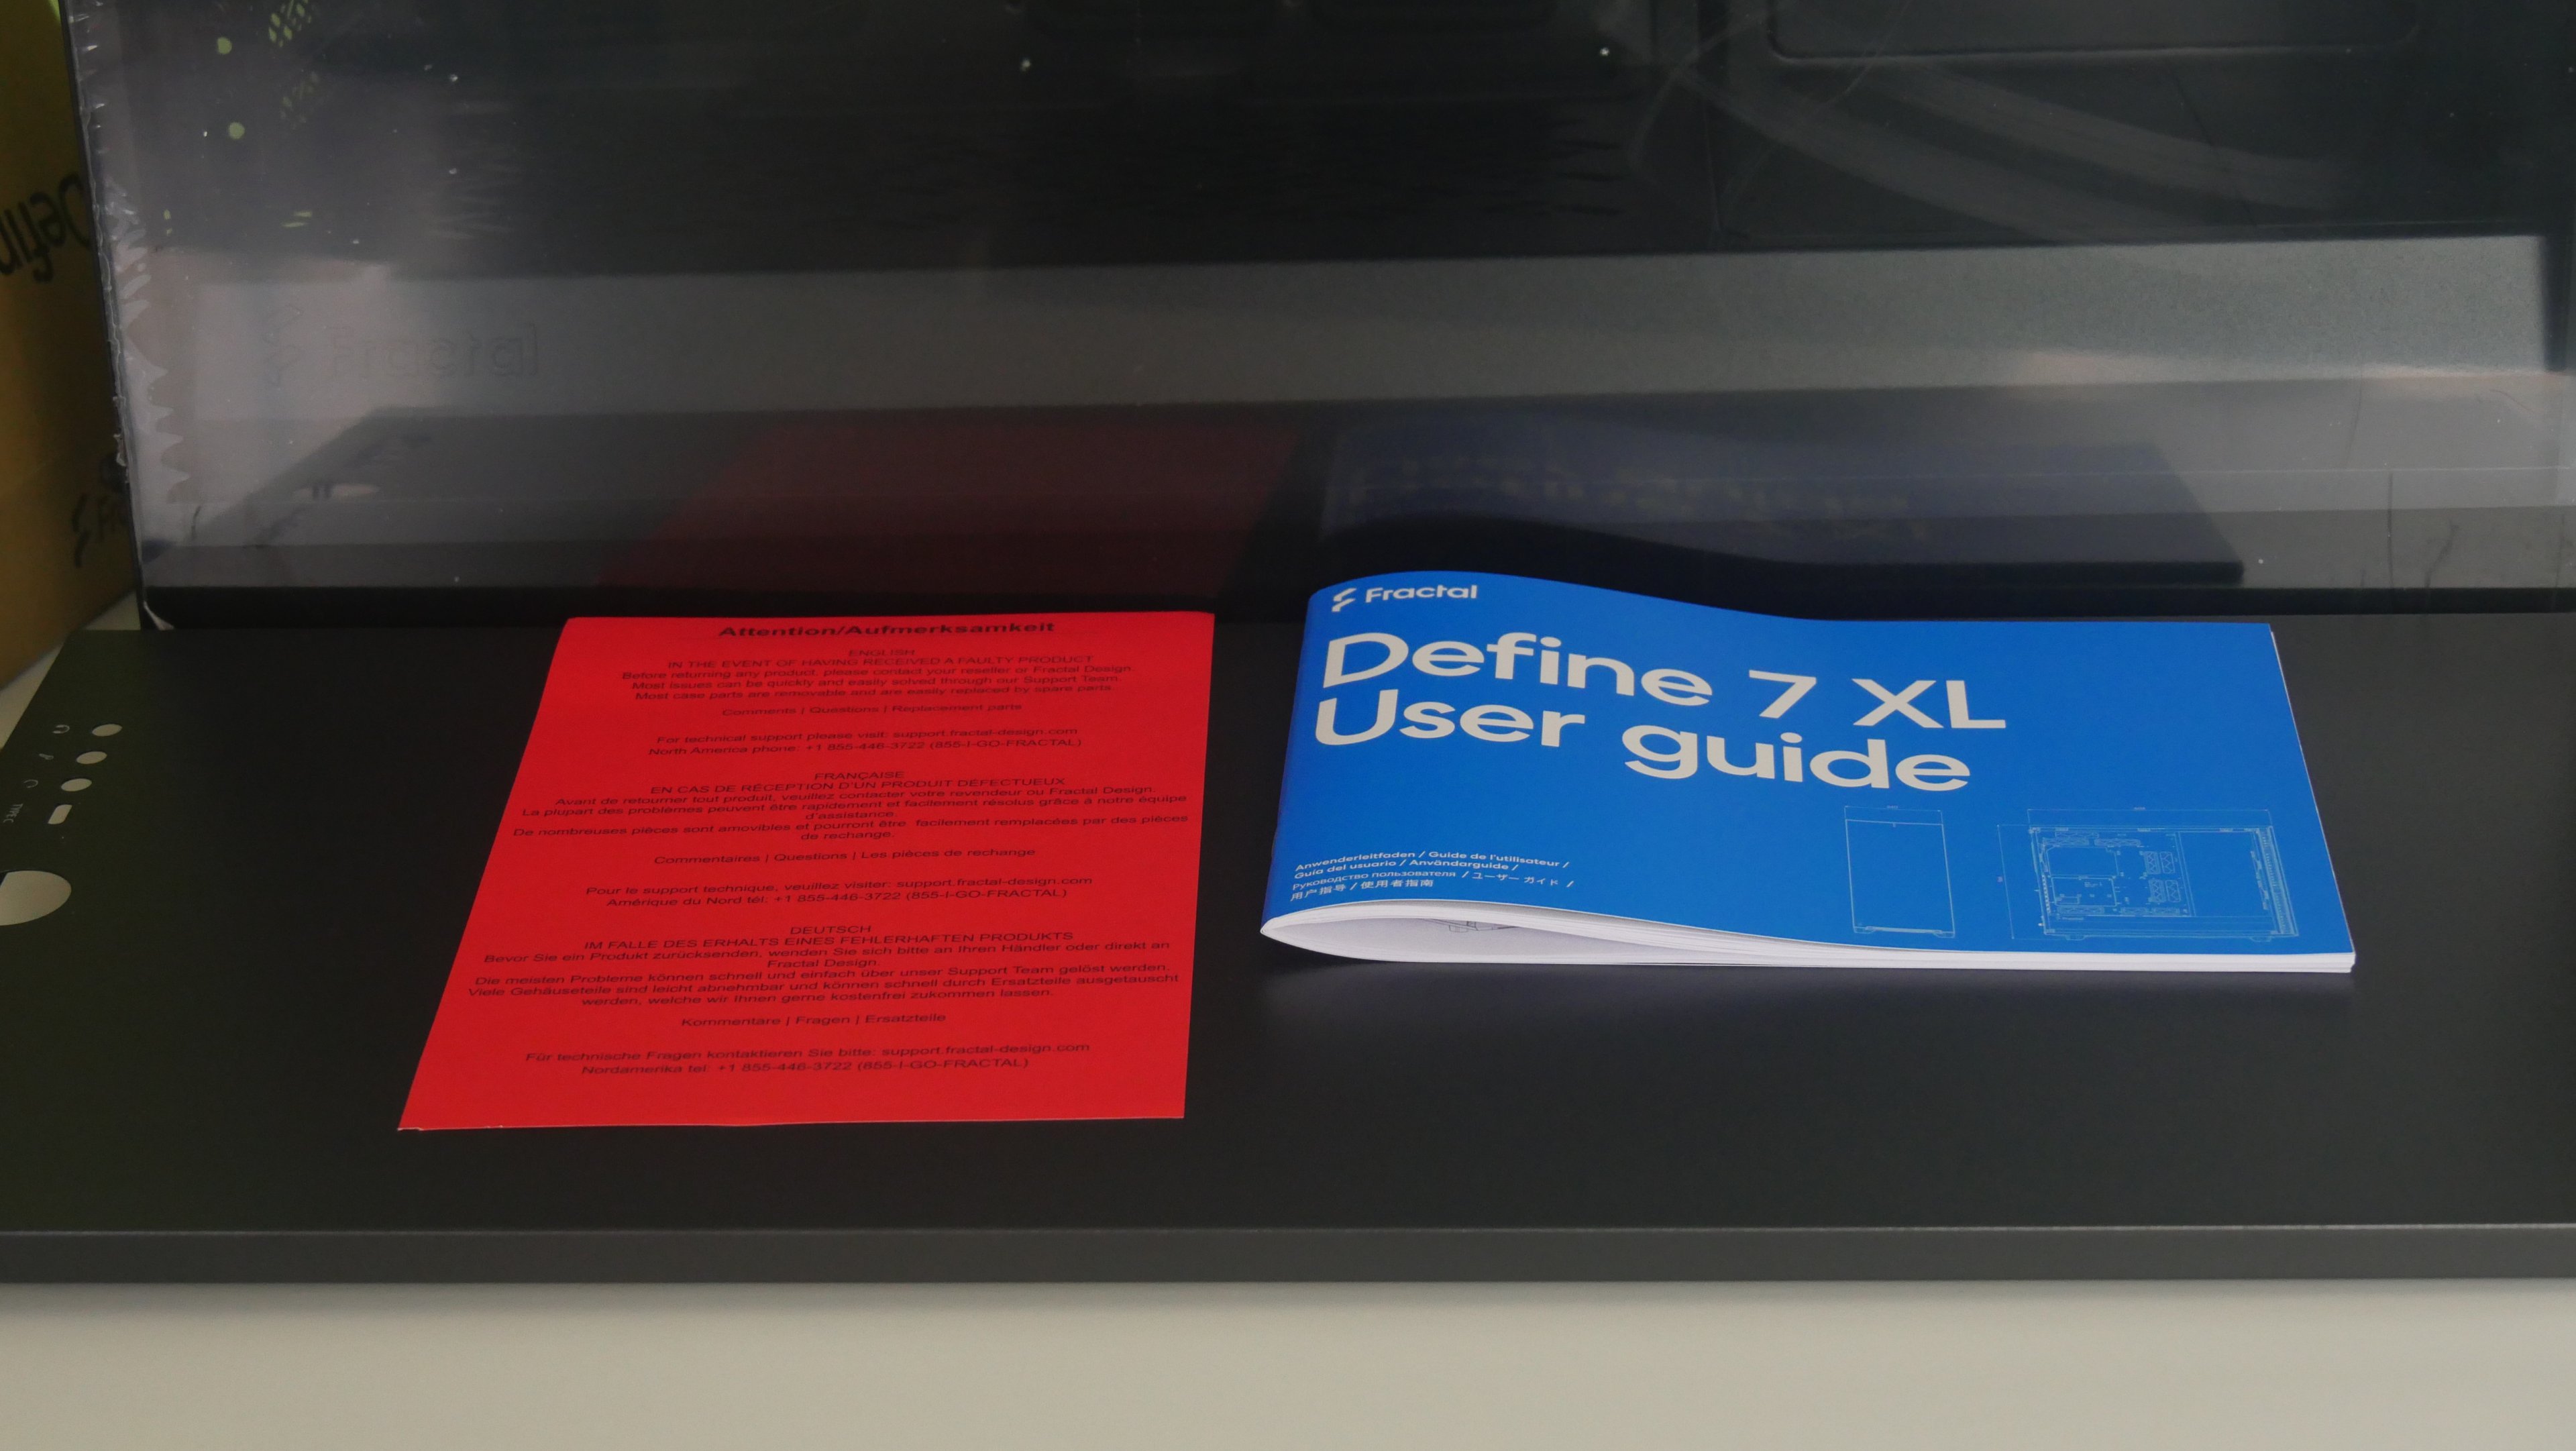 Fractal
Attention/Aufmerksamkeit
ENGLISH
IN THE EVENT OF HAVING RECEIVED A FAULTY PRODUCT
Before returning any product, please contact your reseller or Fractal Design.
Most issues can be quickly and easily solved through our Support Team.
Most case parts are removable and are easily replaced by spare parts.
Comments | Questions | Replacement parts
For technical support please visit: support.fractal-design.com
North America phone: +1 855-446-3722 (855-I-GO-FRACTAL)
FRANÇAISE
EN CAS DE RÉCEPTION D'UN PRODUIT DÉFECTUEUX
Avant de retourner tout produit, veuillez contacter votre revendeur ou Fractal Design.
La plupart des problèmes peuvent être rapidement et facilement résolus grâce à notre équipe
d'assistance.
De nombreuses pièces sont amovibles et pourront être facilement remplacées par des pièces
de rechange.
Commentaires | Questions | Les pièces de rechange
Pour le support technique, veuillez visiter: support.fractal-design.com
Amérique du Nord tél: +1 855-446-3722 (855-I-GO-FRACTAL)
DEUTSCH
IM FALLE DES ERHALTS EINES FEHLERHAFTEN PRODUKTS
Bevor Sie ein Produkt zurücksenden, wenden Sie sich bitte an Ihren Händler oder direkt an
Fractal Design.
Die meisten Probleme können schnell und einfach über unser Support Team gelöst werden.
Viele Gehäuseteile sind leicht abnehmbar und können schnell durch Ersatzteile ausgetauscht
werden, welche wir Ihnen gerne kostenfrei zukommen lassen.
Kommentare | Fragen | Ersatzteile
Für technische Fragen kontaktieren Sie bitte: support.fractal-design.com
Nordamerika tel: +1 855-446-3722 (855-I-GO-FRACTAL)
Fractal
Define 7 XL
User guide
Anwenderleitfaden / Guide de l'utilisateur /
Guía del usuario / Användarguide /
Руководство пользователя / ユーザー ガイド /
用户指导 / 使用者指南
TYPE C